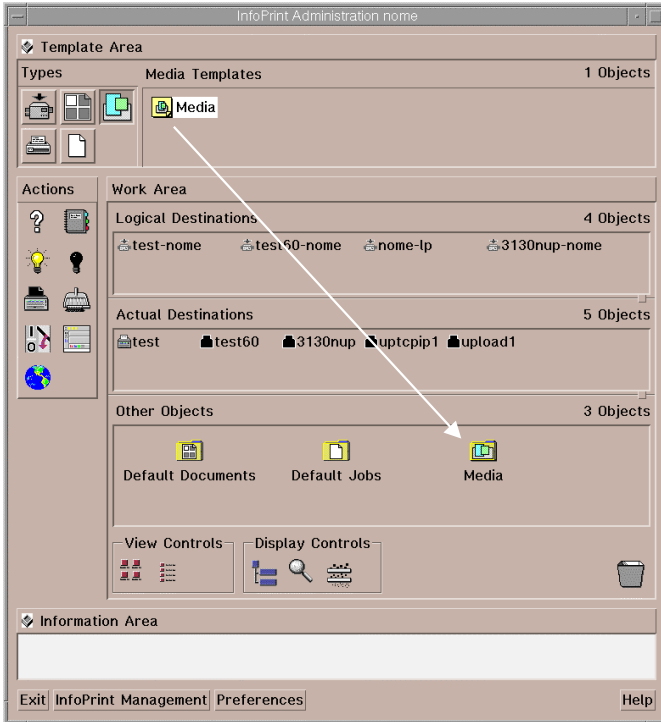 InfoPrint Administration nome
Template Area
Types
Media Templates
1 Objects
Media
Actions
Work Area
Logical Destinations
4 Objects
test-nome
test60-nome
nome-lp
3130nup-nome
Actual Destinations
5 Objects
test
test60
3130nup
uptcpip1
upload1
Other Objects
3 Objects
Default Documents
Default Jobs
Media
View Controls
Display Controls
Information Area
Exit
InfoPrint Management
Preferences
Help